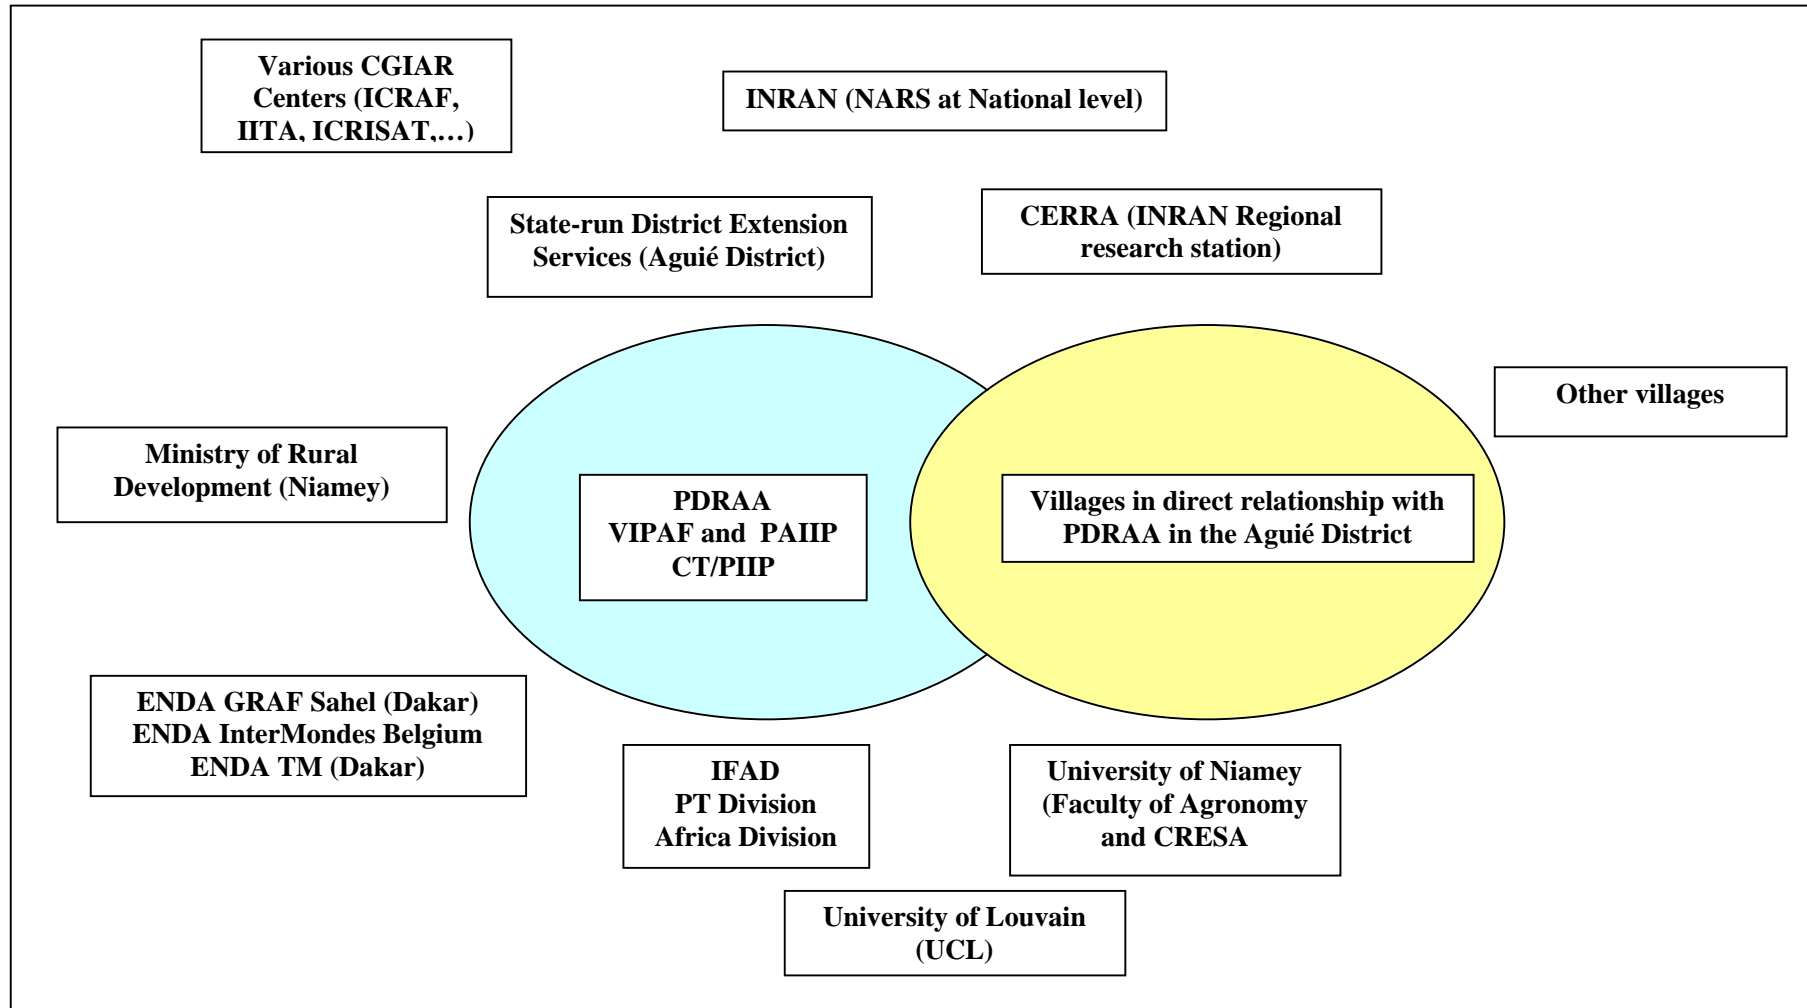 Various CGIAR
Centers (ICRAF,
IITA, ICRISAT,…)
INRAN (NARS at National level)
State-run District Extension
Services (Aguié District)
CERRA (INRAN Regional
research station)
Other villages
Ministry of Rural
Development (Niamey)
PDRAA
VIPAF and PAIIP
CT/PIIP
Villages in direct relationship with
PDRAA in the Aguié District
ENDA GRAF Sahel (Dakar)
ENDA InterMondes Belgium
ENDA TM (Dakar)
IFAD
PT Division
Africa Division
University of Niamey
(Faculty of Agronomy
and CRESA
University of Louvain
(UCL)